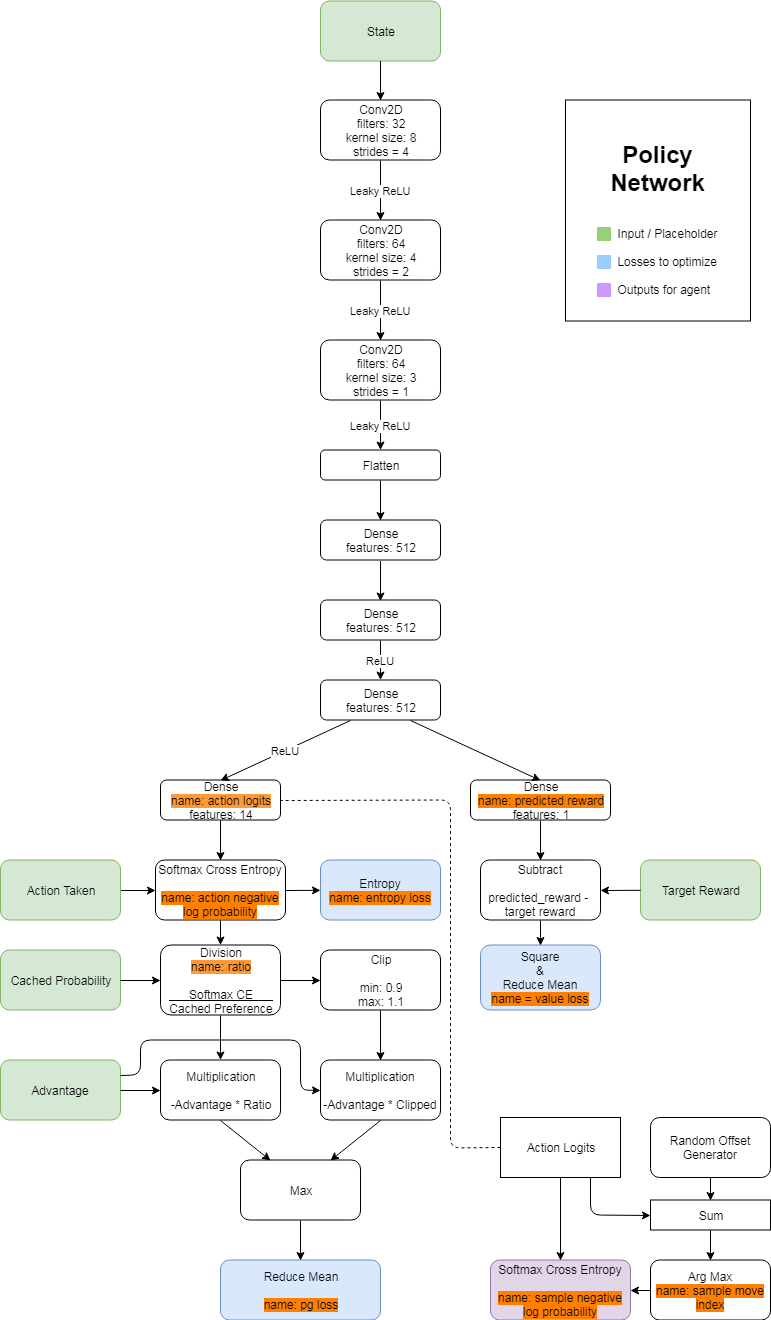 State
Conv2D
filters: 32
kernel size: 8
strides = 4
Policy
Network
Input / Placeholder
Losses to optimize
Outputs for agent
Leaky ReLU
Conv2D
filters: 64
kernel size: 4
strides = 2
Leaky ReLU
Conv2D
filters: 64
kernel size: 3
strides = 1
Leaky ReLU
Flatten
Dense
features: 512
Dense
features: 512
ReLU
Dense
features: 512
ReLU
Dense
name: action logits
features: 14
Dense
name: predicted reward
features: 1
Action Taken
Softmax Cross Entropy
name: action negative
log probability
Entropy
name: entropy loss
Subtract
predicted_reward -
target reward
Target Reward
Cached Probability
Division
name: ratio
Softmax CE
Cached Preference
Clip
min: 0.9
max: 1.1
Square
&
Reduce Mean
name = value loss
Advantage
Multiplication
-Advantage * Ratio
Multiplication
-Advantage * Clipped
Action Logits
Random Offset
Generator
Max
Sum
Reduce Mean
name: pg loss
Softmax Cross Entropy
name: sample negative
log probability
Arg Max
name: sample move
index